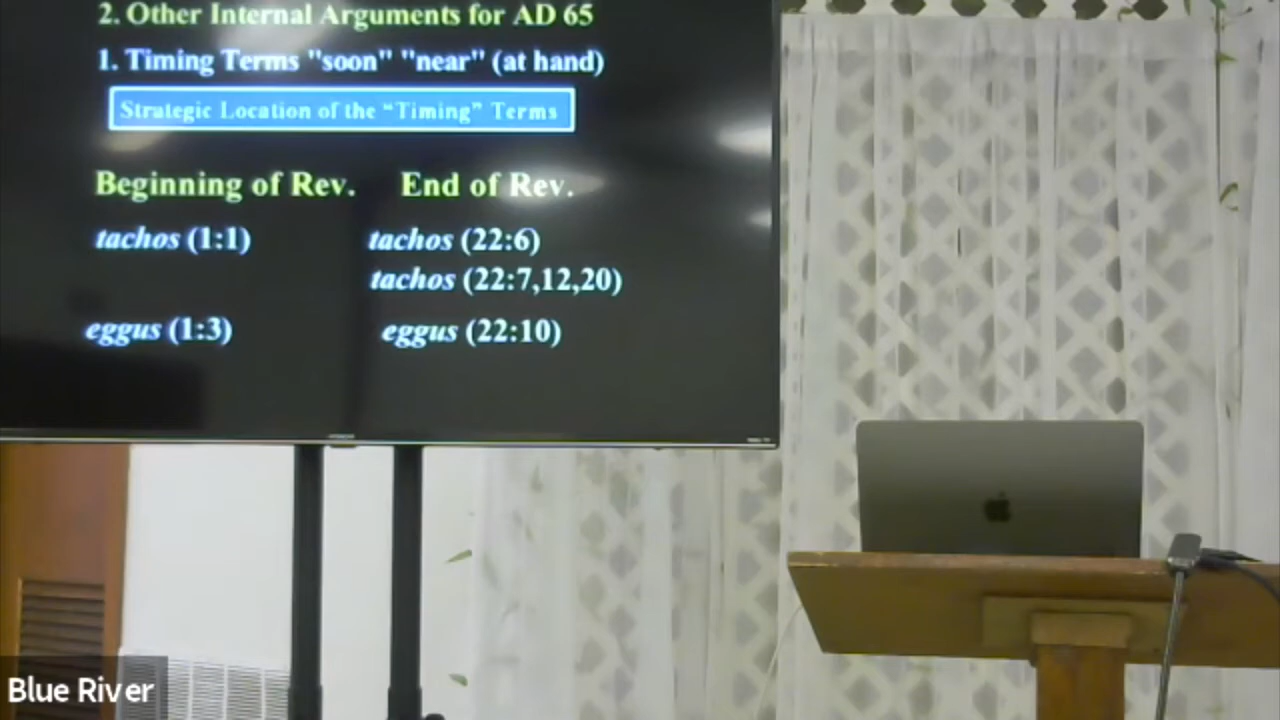 2. Other Internal Arguments for AD 65
1. Timing Terms "soon" "near" (at hand)
Strategic Location of the “Timing” Terms
Beginning of Rev. End of Rev.
tachos (1:1) tachos (22:6)
tachos (22:7,12,20)
eggus (1:3) eggus (22:10)
Blue River